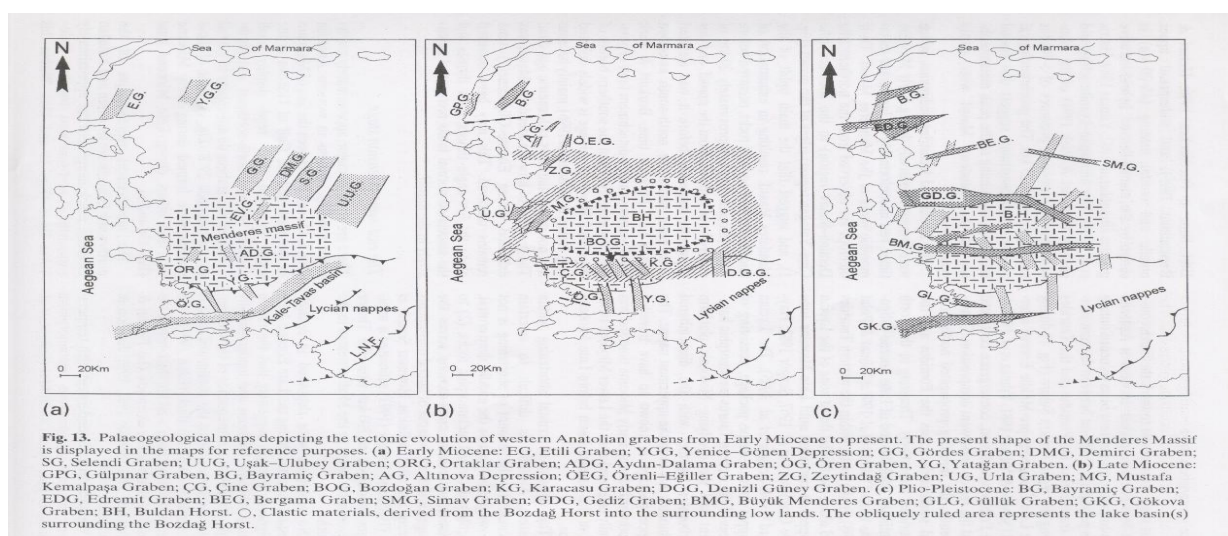 N
Sea of Marmara
E.G.
Y.G.G.
G.G.
DM.G.
S.G.
U.U.G.
Menderes massif
AD.G.
OR.G.
Y.G.
Ö.G.
Kale-Tavas basin
Lycian nappes
L.N.F.
Aegean Sea
0 20Km
(a)
N
Sea of Marmara
GP.G.
B.G.
A.G.
Ö.E.G.
Z.G.
U.G.
M.G.
BH
BO.G.
Ç.G.
K.G.
D.G.G.
Ö.G.
Y.G.
Lycian nappes
Aegean Sea
0 20Km
(b)
N
Sea of Marmara
B.G.
ED.G.
BE.G.
SM.G.
GD.G.
B.H.
BM.G.
GL.G.
GK.G.
Lycian nappes
Aegean Sea
0 20Km
(c)
Fig. 13. Palaeogeological maps depicting the tectonic evolution of western Anatolian grabens from Early Miocene to present. The present shape of the Menderes Massif
is displayed in the maps for reference purposes. (a) Early Miocene: EG, Etili Graben; YGG, Yenice–Gönen Depression; GG, Gördes Graben; DMG, Demirci Graben;
SG, Selendi Graben; UUG, Uşak–Ulubey Graben; ORG, Ortaklar Graben; ADG, Aydın-Dalama Graben; ÖG, Ören Graben, YG, Yatağan Graben. (b) Late Miocene:
GPG, Gülpınar Graben, BG, Bayramiç Graben; AG, Altınova Depression; ÖEG, Örenli–Eğiller Graben; ZG, Zeytindağ Graben; UG, Urla Graben; MG, Mustafa
Kemalpaşa Graben; ÇG, Çine Graben; BOG, Bozdoğan Graben; KG, Karacasu Graben; DGG, Denizli Güney Graben. (c) Plio-Pleistocene: BG, Bayramiç Graben;
EDG, Edremit Graben; BEG, Bergama Graben; SMG, Simav Graben; GDG, Gediz Graben; BMG, Büyük Menderes Graben; GLG, Güllük Graben; GKG, Gökova
Graben; BH, Buldan Horst. ○, Clastic materials, derived from the Bozdağ Horst into the surrounding low lands. The obliquely ruled area represents the lake basin(s)
surrounding the Bozdağ Horst.